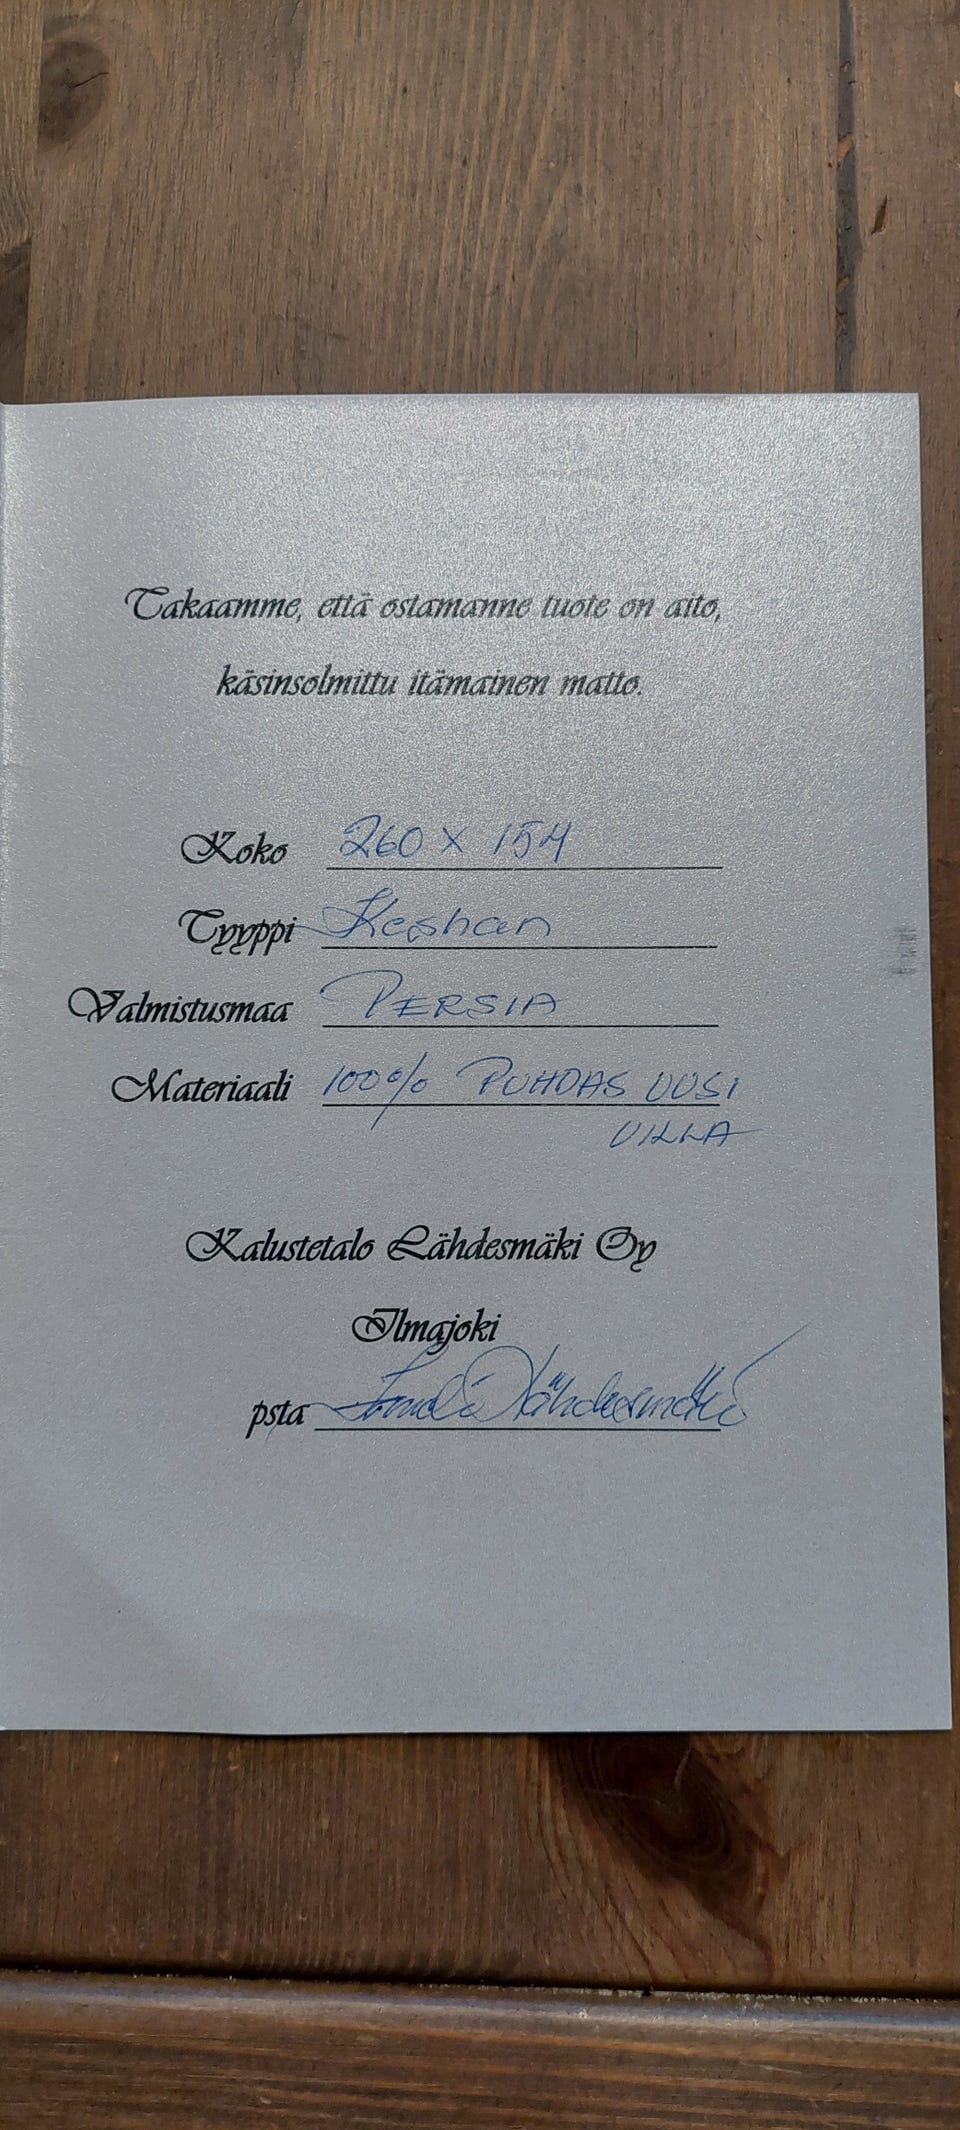 Takaamme, että ostamanne tuote on aito,
käsinsolmittu itämainen matto.
Koko 260 X 154
Tyyppi Keshan
Valmistusmaa PERSIA
Materiaali 100% PUHDAS UUSI
VILLA
Kalustetalo Lähdesmäki Oy
Ilmajoki
psta Lähdesmäki